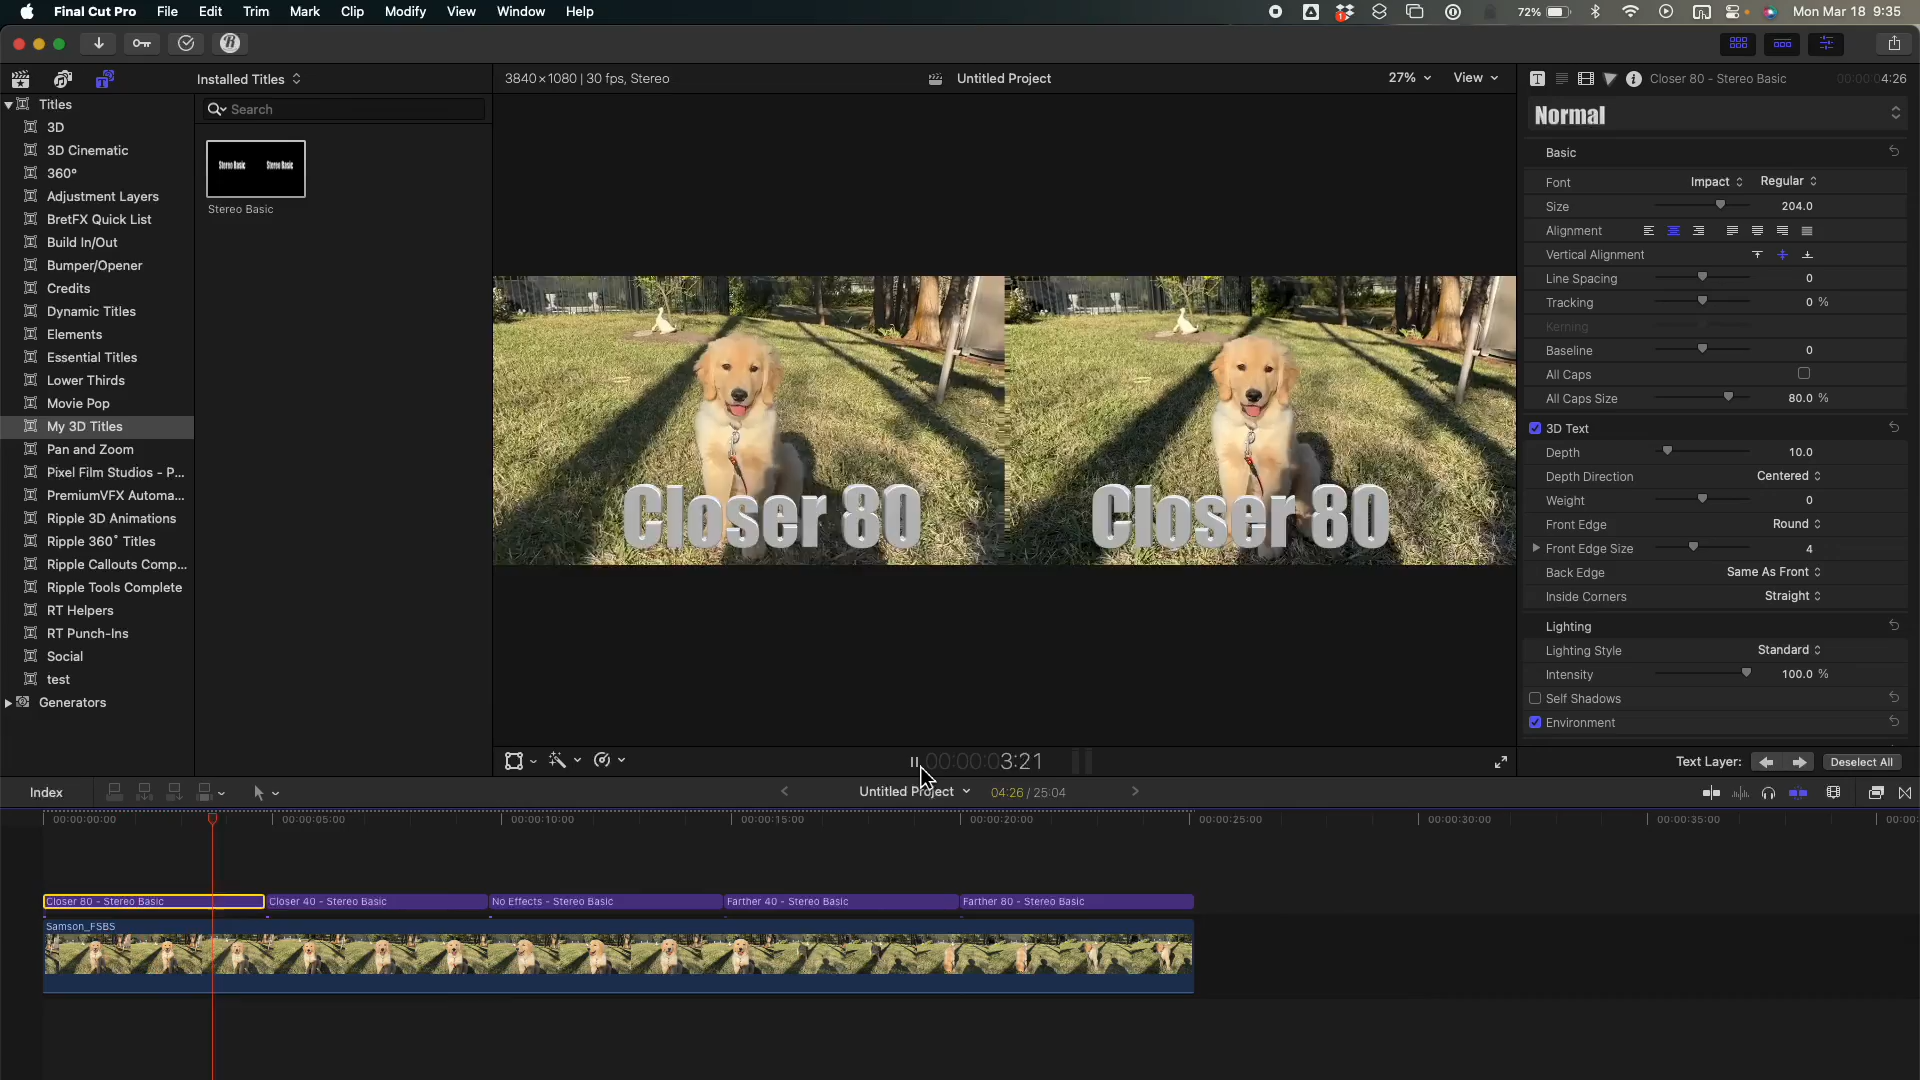 Final Cut Pro File Edit Trim Mark Clip Modify View Window Help
72% Mon Mar 18 9:35
Installed Titles
3840×1080 | 30 fps, Stereo
Untitled Project
27% View
Closer 80 - Stereo Basic
4:26
Titles
3D
3D Cinematic
360°
Adjustment Layers
BretFX Quick List
Build In/Out
Bumper/Opener
Credits
Dynamic Titles
Elements
Essential Titles
Lower Thirds
Movie Pop
My 3D Titles
Pan and Zoom
Pixel Film Studios - P...
PremiumVFX Automa...
Ripple 3D Animations
Ripple 360° Titles
Ripple Callouts Comp...
Ripple Tools Complete
RT Helpers
RT Punch-Ins
Social
test
Generators
Search
Stereo Basic Stereo Basic
Stereo Basic
Closer 80 Closer 80
Normal
Basic
Font Impact Regular
Size 204.0
Alignment
Vertical Alignment
Line Spacing 0
Tracking 0 %
Kerning
Baseline 0
All Caps
All Caps Size 80.0 %
3D Text
Depth 10.0
Depth Direction Centered
Weight 0
Front Edge Round
Front Edge Size 4
Back Edge Same As Front
Inside Corners Straight
Lighting
Lighting Style Standard
Intensity 100.0 %
Self Shadows
Environment
00:00:03:21
Text Layer: Deselect All
Index
Untitled Project 04:26 / 25:04
00:00:00:00 00:00:05:00 00:00:10:00 00:00:15:00 00:00:20:00 00:00:25:00 00:00:30:00 00:00:35:00
Closer 80 - Stereo Basic Closer 40 - Stereo Basic No Effects - Stereo Basic Farther 40 - Stereo Basic Farther 80 - Stereo Basic
Samson_FSBS